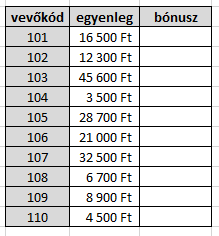 vevőkód egyenleg bónusz
101 16 500 Ft
102 12 300 Ft
103 45 600 Ft
104 3 500 Ft
105 28 700 Ft
106 21 000 Ft
107 32 500 Ft
108 6 700 Ft
109 8 900 Ft
110 4 500 Ft